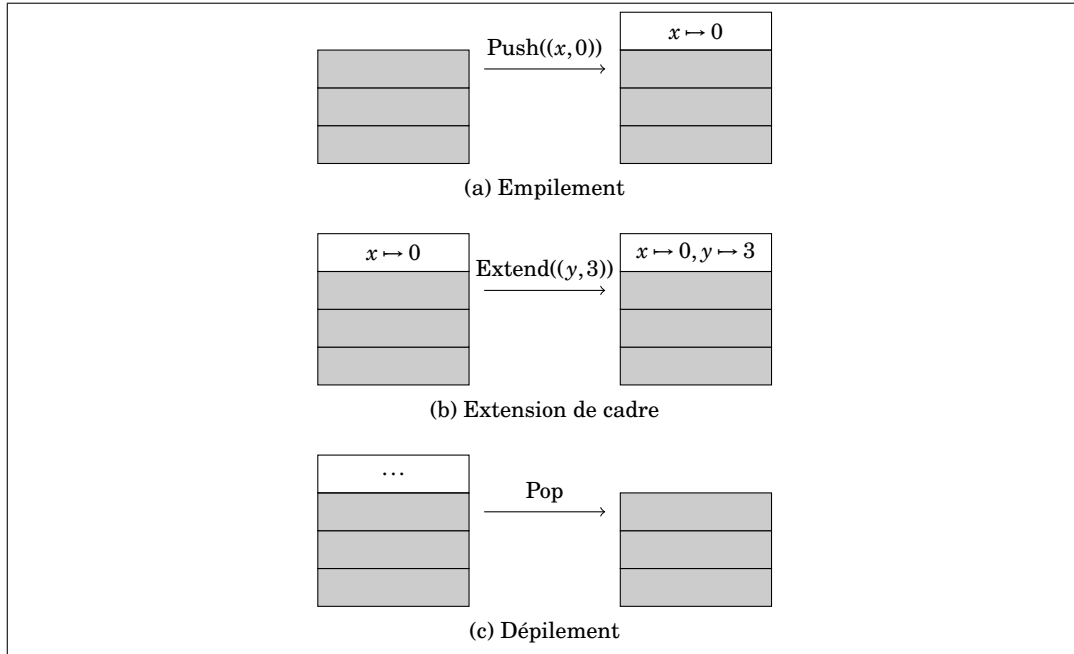 x ↦ 0
Push((x,0))
(a) Empilement
x ↦ 0
Extend((y,3))
x ↦ 0, y ↦ 3
(b) Extension de cadre
...
Pop
(c) Dépilement